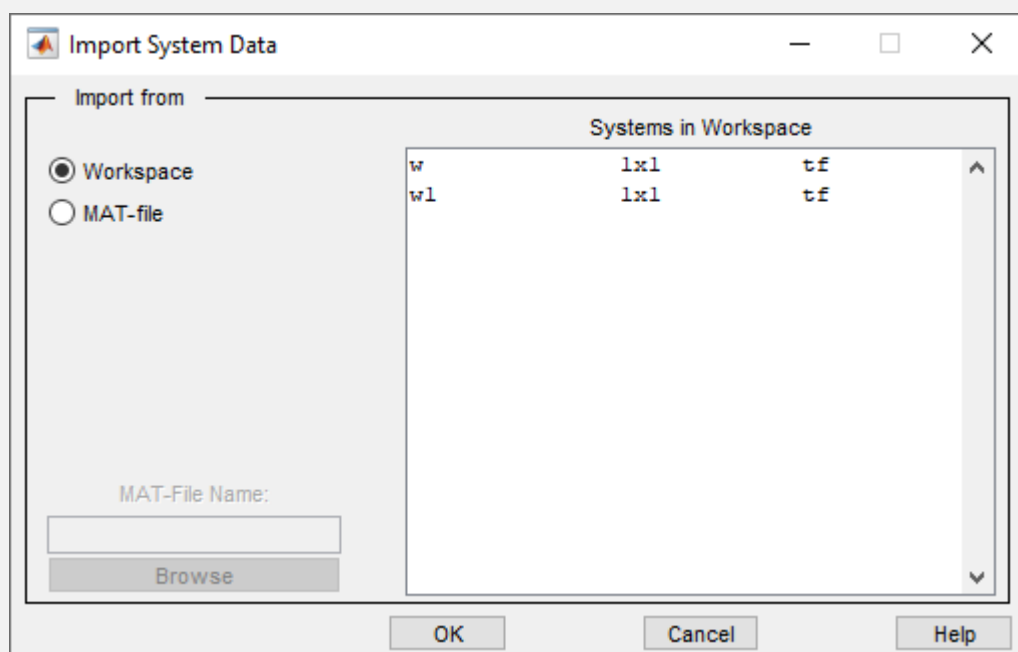 Import System Data
Import from
Systems in Workspace
Workspace
MAT-file
w 1x1 tf
w1 1x1 tf
MAT-File Name:
Browse
OK Cancel Help